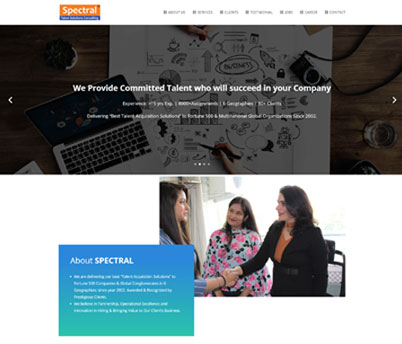 Spectral
Talent Solutions Consulting
ABOUT US SERVICES CLIENTS TESTIMONIAL JOBS CAREER CONTACT
We Provide Committed Talent who will succeed in your Company
Experience yrs Exp. | 8000+Assignments | 6 Geographies | Clients
Delivering "Best Talent Acquisition Solutions" to Fortune 500 & Multinational Global Organizations Since 2002.
About SPECTRAL
We are delivering our best "Talent Acquisition Solutions" to
Fortune 500 Companies & Global Conglomerates in 6
Geographies since year 2002. Awarded & Recognized by
Prestigious Clients.
We believe in Partnership, Operational Excellence and
Innovation in Hiring & Bringing Value to Our Client's Business.